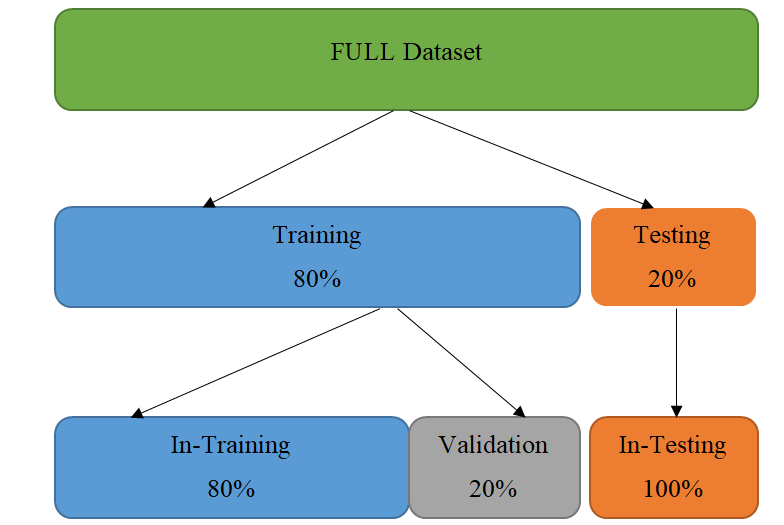 FULL Dataset
Training
80%
Testing
20%
In-Training
80%
Validation
20%
In-Testing
100%